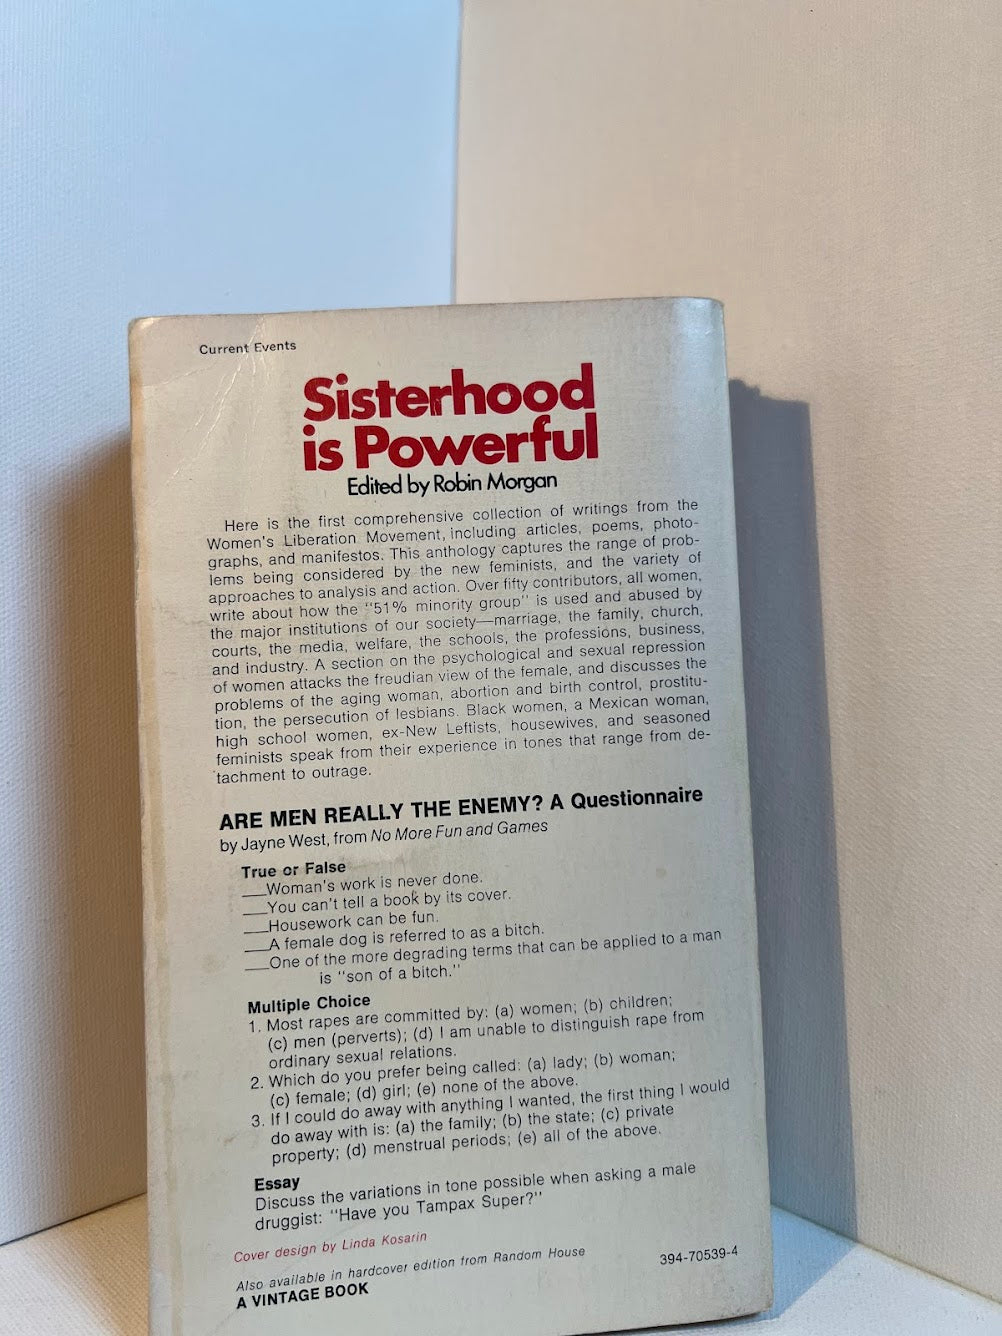 Current Events
Sisterhood
is Powerful
Edited by Robin Morgan
Here is the first comprehensive collection of writings from the
Women's Liberation Movement, including articles, poems, photo-
graphs, and manifestos. This anthology captures the range of prob-
lems being considered by the new feminists, and the variety of
approaches to analysis and action. Over fifty contributors, all women,
write about how the "51% minority group" is used and abused by
the major institutions of our society—marriage, the family, church,
courts, the media, welfare, the schools, the professions, business,
and industry. A section on the psychological and sexual repression
of women attacks the freudian view of the female, and discusses the
problems of the aging woman, abortion and birth control, prostitu-
tion, the persecution of lesbians. Black women, a Mexican woman,
high school women, ex-New Leftists, housewives, and seasoned
feminists speak from their experience in tones that range from de-
tachment to outrage.
ARE MEN REALLY THE ENEMY? A Questionnaire
by Jayne West, from No More Fun and Games
True or False
___Woman's work is never done.
___You can't tell a book by its cover.
___Housework can be fun.
___A female dog is referred to as a bitch.
___One of the more degrading terms that can be applied to a man
is "son of a bitch."
Multiple Choice
1. Most rapes are committed by: (a) women; (b) children;
(c) men (perverts); (d) I am unable to distinguish rape from
ordinary sexual relations.
2. Which do you prefer being called: (a) lady; (b) woman;
(c) female; (d) girl; (e) none of the above.
3. If I could do away with anything I wanted, the first thing I would
do away with is: (a) the family; (b) the state; (c) private
property; (d) menstrual periods; (e) all of the above.
Essay
Discuss the variations in tone possible when asking a male
druggist: "Have you Tampax Super?"
Cover design by Linda Kosarin
Also available in hardcover edition from Random House
A VINTAGE BOOK
394-70539-4